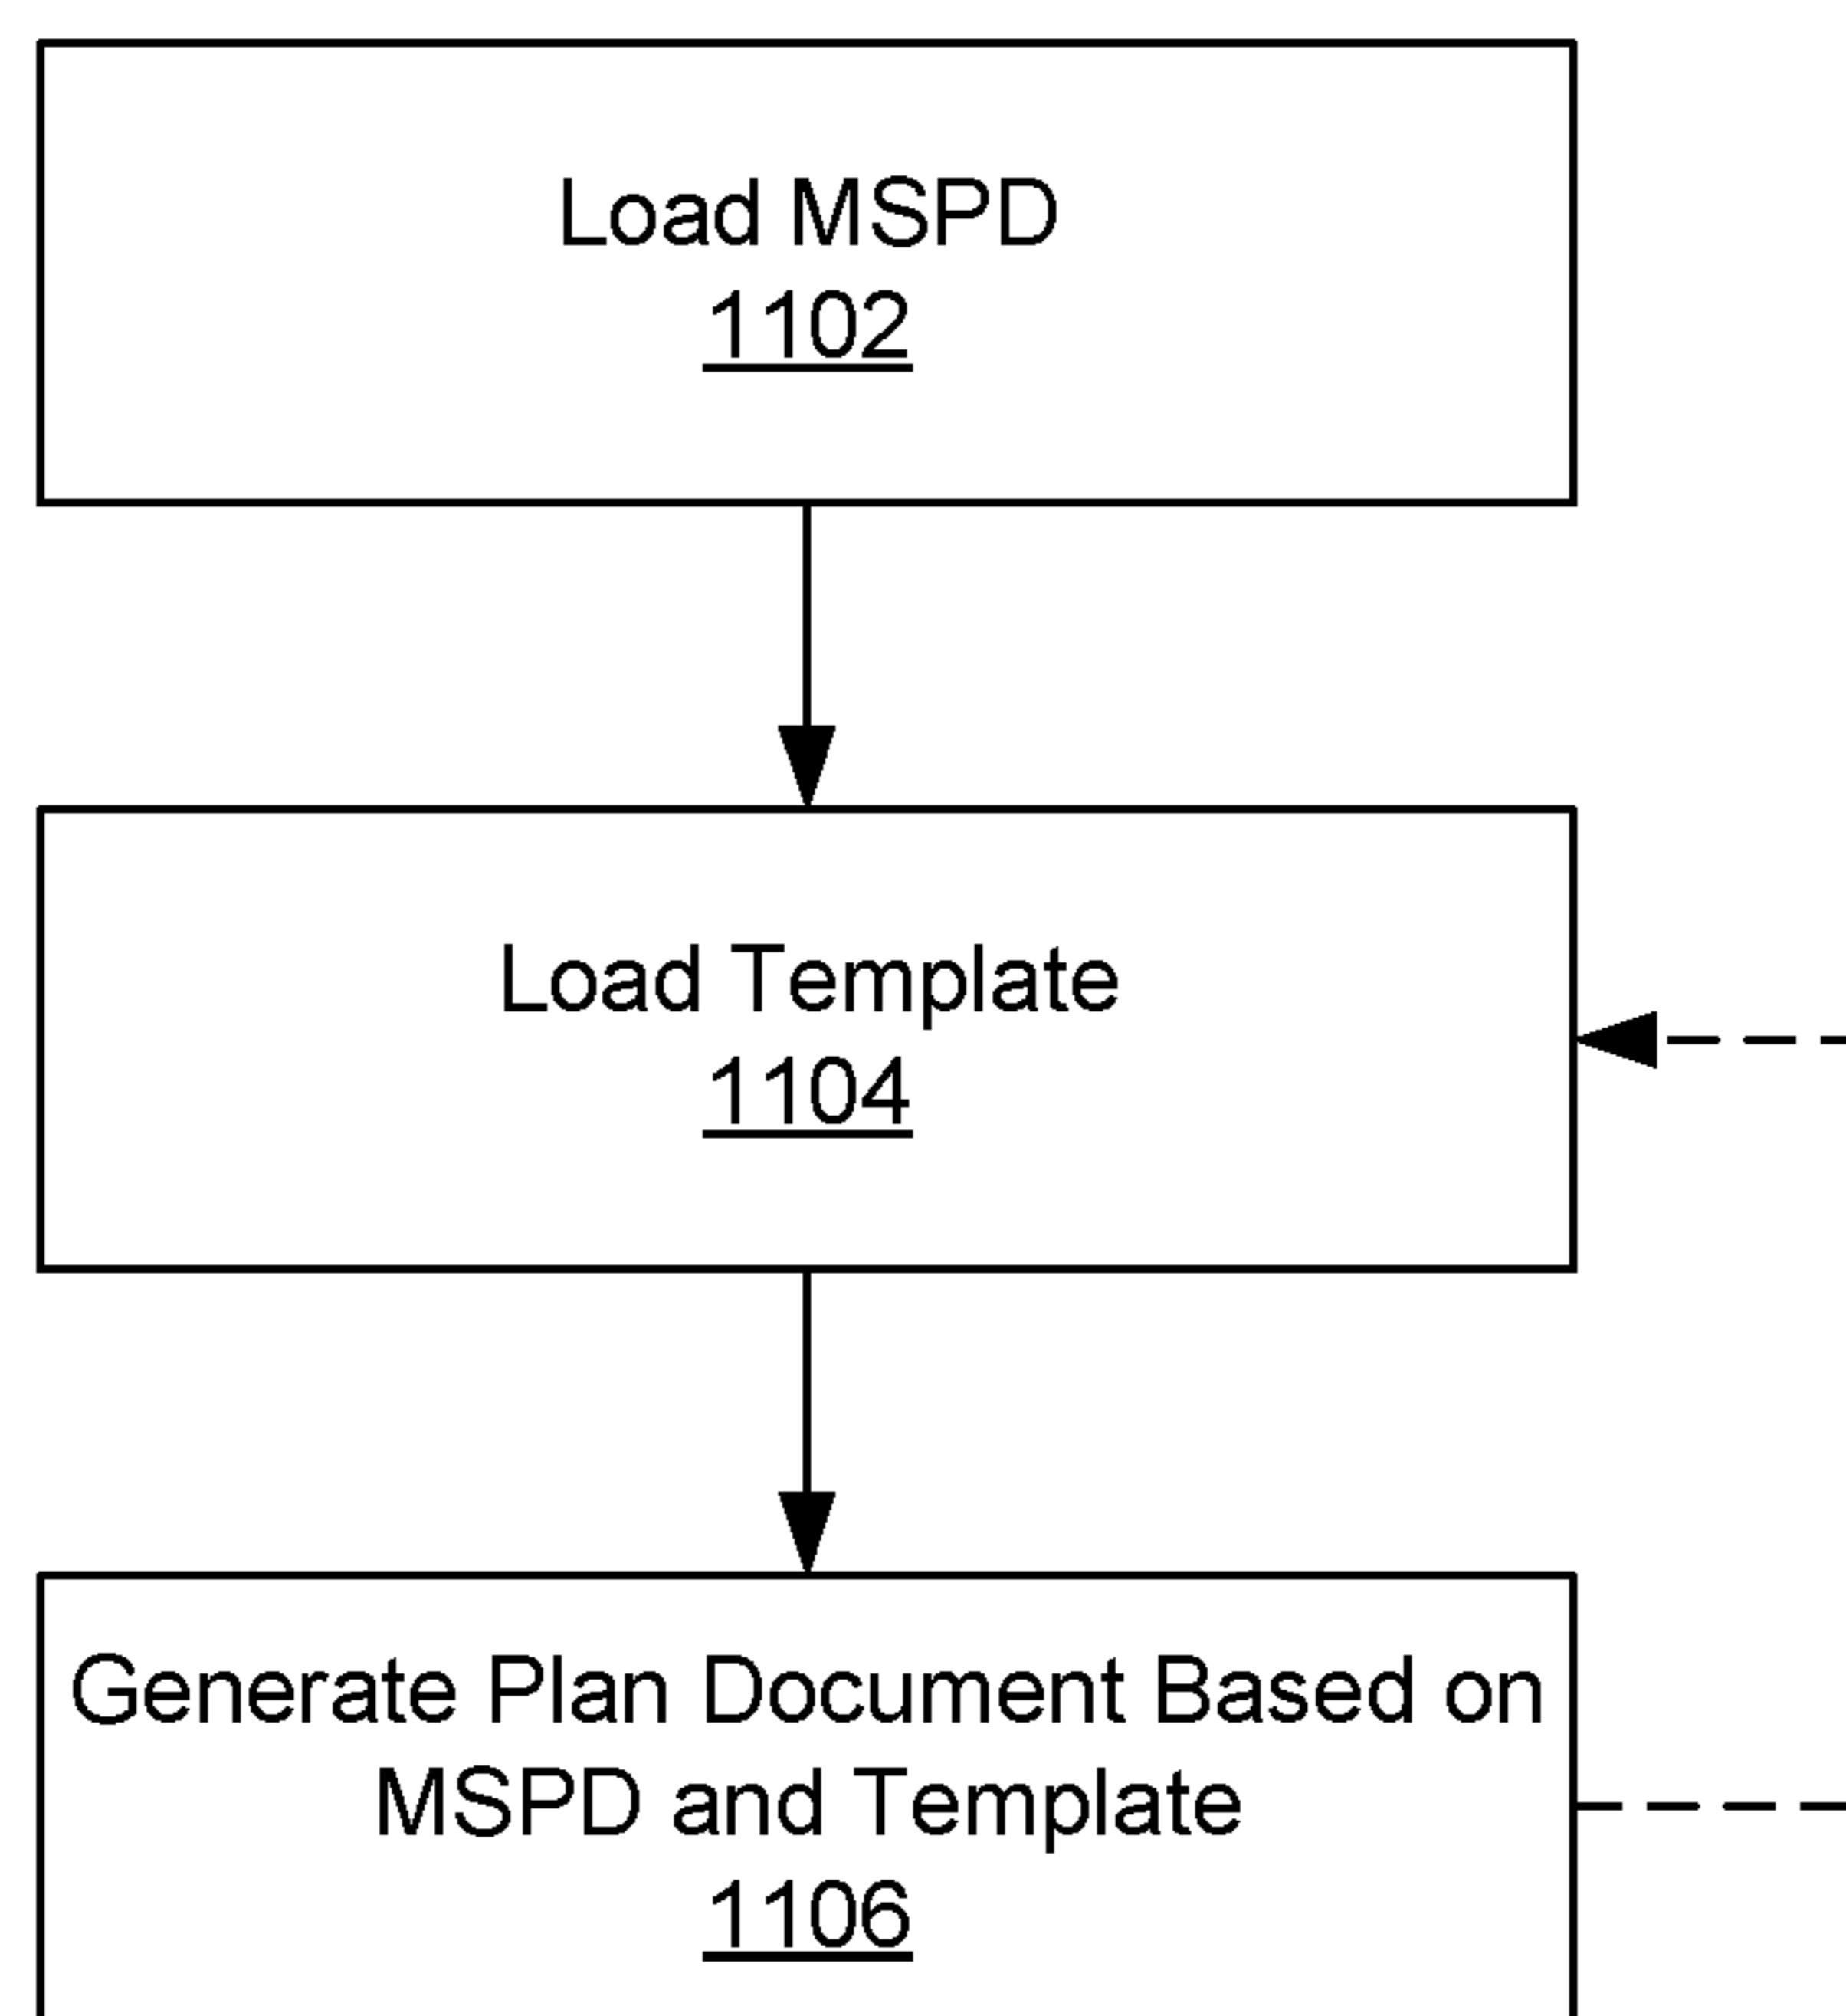 Load MSPD
1102
Load Template
1104
Generate Plan Document Based on
MSPD and Template
1106